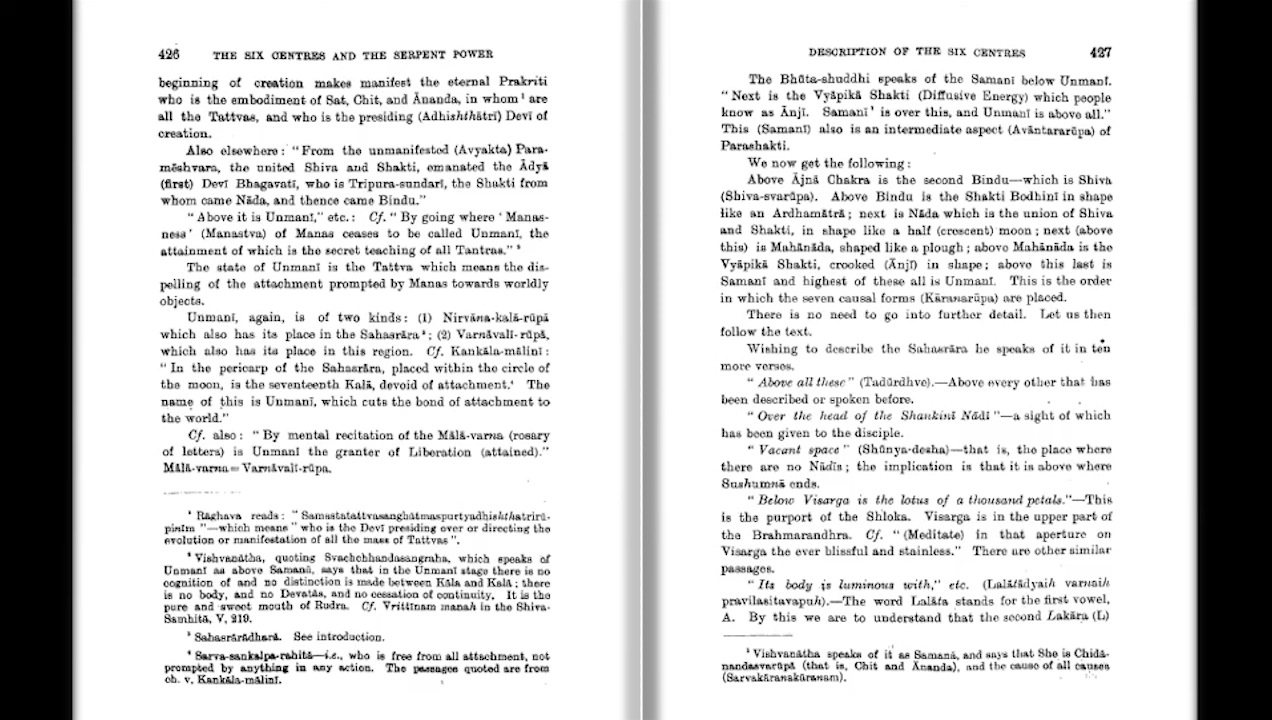 426 THE SIX CENTRES AND THE SERPENT POWER
beginning of creation makes manifest the eternal Prakriti
who is the embodiment of Sat, Chit, and Ānanda, in whom¹ are
all the Tattvas, and who is the presiding (Adhishthātrī) Devī of
creation.
Also elsewhere: "From the unmanifested (Avyakta) Para-
mēshvara, the united Shiva and Shakti, emanated the Ādyā
(first) Devī Bhagavatī, who is Tripura-sundarī, the Shakti from
whom came Nāda, and thence came Bindu."
"Above it is Unmanī," etc.: Cf. "By going where 'Manas-
ness' (Manastva) of Manas ceases to be called Unmanī, the
attainment of which is the secret teaching of all Tantras."²
The state of Unmanī is the Tattva which means the dis-
pelling of the attachment prompted by Manas towards worldly
objects.
Unmanī, again, is of two kinds: (1) Nirvāna-kalā-rūpā
which also has its place in the Sahasrāra³; (2) Varnāvalī-rūpā,
which also has its place in this region. Cf. Kankāla-mālinī:
"In the pericarp of the Sahasrāra, placed within the circle of
the moon, is the seventeenth Kalā, devoid of attachment.⁴ The
name of this is Unmanī, which cuts the bond of attachment to
the world."
Cf. also: "By mental recitation of the Mālā-varna (rosary
of letters) is Unmanī the granter of Liberation (attained)."
Mālā-varna=Varnāvalī-rūpa.
¹ Rāghava reads: "Samastatattvasanghātmaspurtyadhishthatrirū-
pinīm"—which means "who is the Devī presiding over or directing the
evolution or manifestation of all the mass of Tattvas".
² Vishvanātha, quoting Svachchhandasangraha, which speaks of
Unmanī as above Samanā, says that in the Unmanī stage there is no
cognition of and no distinction is made between Kāla and Kalā; there
is no body, and no Devatās, and no cessation of continuity. It is the
pure and sweet mouth of Rudra. Cf. Vrittinam manah in the Shiva-
Samhitā, V, 219.
³ Sahasrārādhārā. See introduction.
⁴ Sarva-sankalpa-rahitā—i.e., who is free from all attachment, not
prompted by anything in any action. The passages quoted are from
ch. v, Kankāla-mālinī.
DESCRIPTION OF THE SIX CENTRES 427
The Bhūta-shuddhi speaks of the Samanī below Unmanī.
"Next is the Vyāpikā Shakti (Diffusive Energy) which people
know as Ānjī. Samanī¹ is over this, and Unmanī is above all."
This (Samanī) also is an intermediate aspect (Avāntararūpa) of
Parashakti.
We now get the following:
Above Ājnā Chakra is the second Bindu—which is Shiva
(Shiva-svarūpa). Above Bindu is the Shakti Bodhinī in shape
like an Ardhamātrā; next is Nāda which is the union of Shiva
and Shakti, in shape like a half (crescent) moon; next (above
this) is Mahānāda, shaped like a plough; above Mahānāda is the
Vyāpikā Shakti, crooked (Ānjī) in shape; above this last is
Samanī and highest of these all is Unmanī. This is the order
in which the seven causal forms (Kāranarūpa) are placed.
There is no need to go into further detail. Let us then
follow the text.
Wishing to describe the Sahasrāra he speaks of it in ten
more verses.
"Above all these" (Tadūrdhve).—Above every other that has
been described or spoken before.
"Over the head of the Shankinī Nādī"—a sight of which
has been given to the disciple.
"Vacant space" (Shūnya-desha)—that is, the place where
there are no Nādīs; the implication is that it is above where
Sushumnā ends.
"Below Visarga is the lotus of a thousand petals."—This
is the purport of the Shloka. Visarga is in the upper part of
the Brahmarandhra. Cf. "(Meditate) in that aperture on
Visarga the ever blissful and stainless." There are other similar
passages.
"Its body is luminous with," etc. (Lalātādyaih varnaih
pravilasitavapuh).—The word Lalāta stands for the first vowel,
A. By this we are to understand that the second Lakāra (L)
¹ Vishvanātha speaks of it as Samanā, and says that She is Chidā-
nandasvarūpā (that is, Chit and Ānanda), and the cause of all causes
(Sarvakāranakāranam).